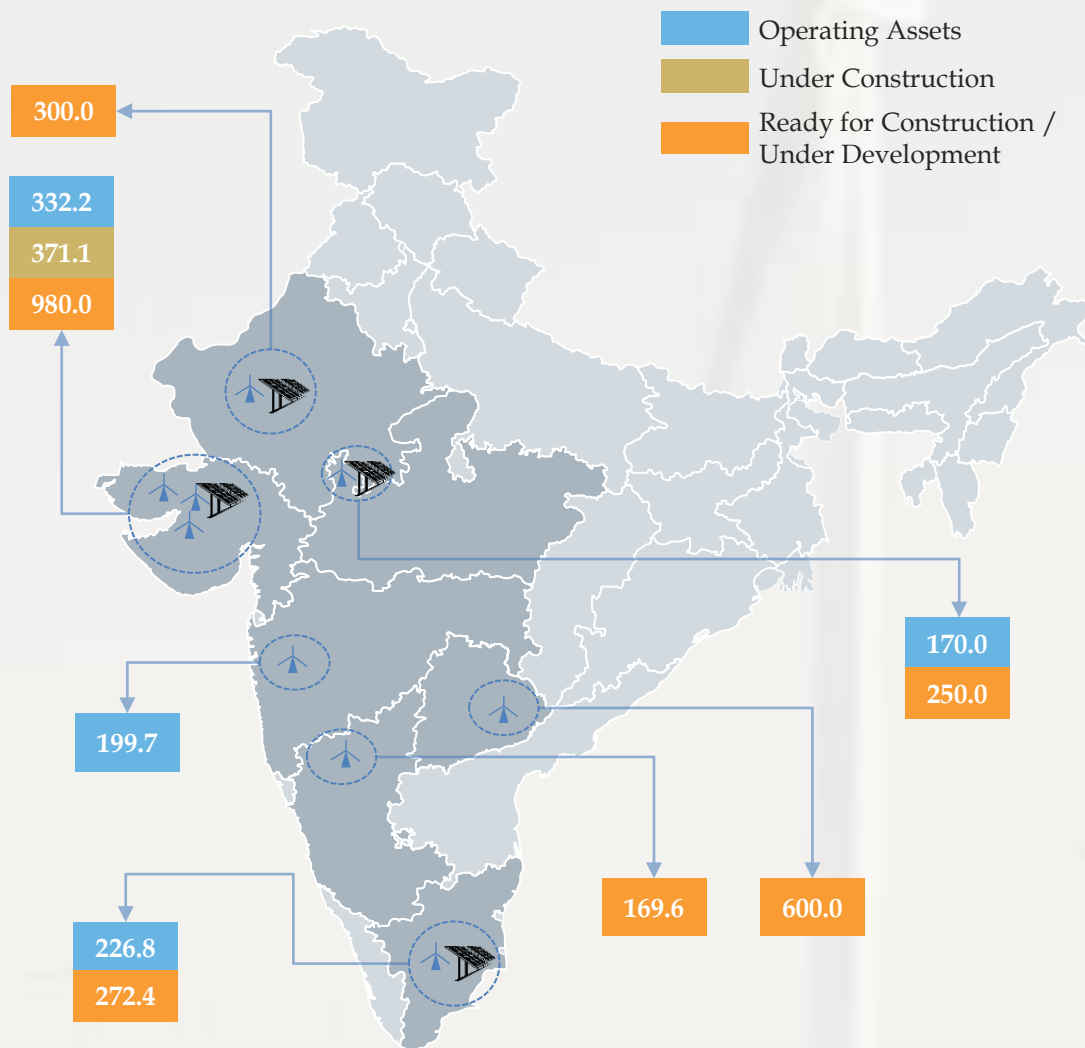 Operating Assets
Under Construction
Ready for Construction /
Under Development
300.0
332.2
371.1
980.0
170.0
250.0
199.7
169.6
600.0
226.8
272.4